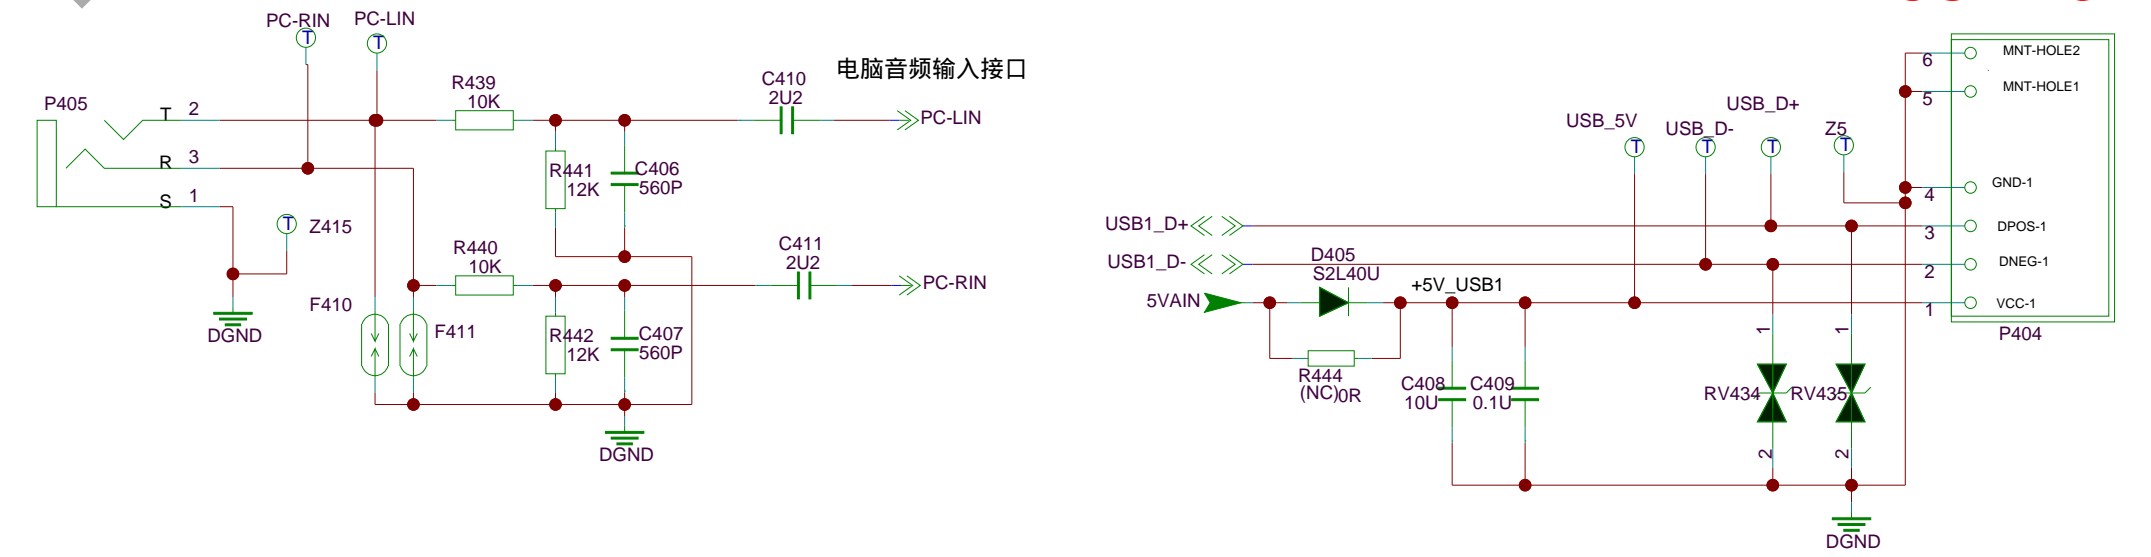 PC-RIN
PC-LIN
T
T
电脑音频输入接口
P405
T 2
R 3
S 1
R439
10K
C410
2U2
PC-LIN
R441
12K
C406
560P
T
Z415
DGND
R440
10K
C411
2U2
PC-RIN
F410
F411
R442
12K
C407
560P
DGND
USB_5V
USB_D-
USB_D+
Z5
T
T
T
T
6 MNT-HOLE2
5 MNT-HOLE1
4 GND-1
3 DPOS-1
2 DNEG-1
1 VCC-1
P404
USB1_D+
USB1_D-
5VAIN
D405
S2L40U
+5V_USB1
R444
(NC)0R
C408
10U
C409
0.1U
1
RV434
2
1
RV435
2
DGND